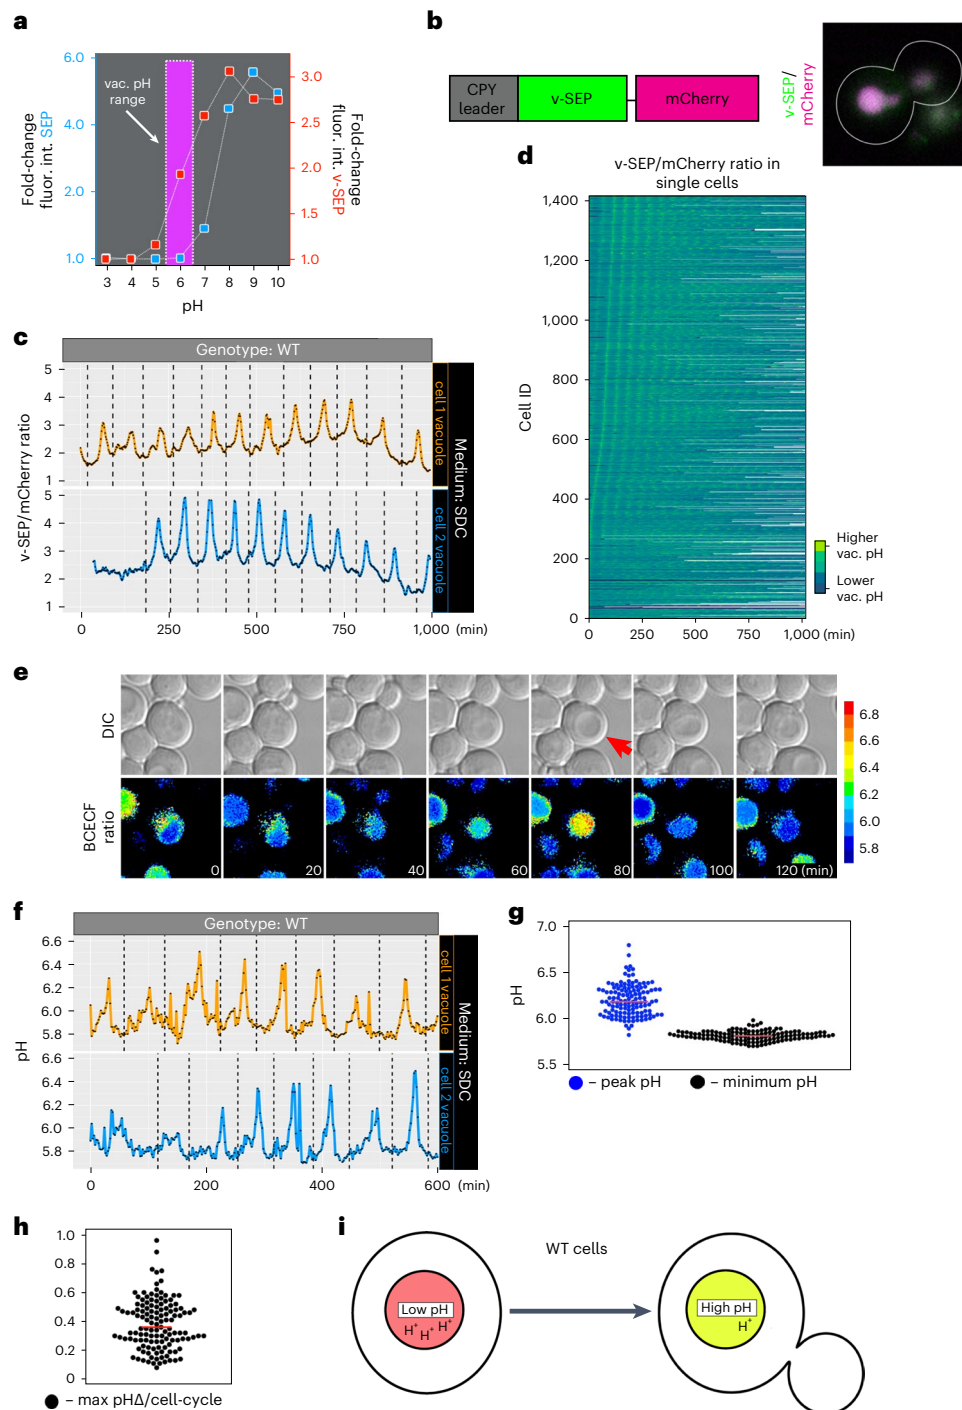 a
6.0
4.0
2.0
1.0
Fold-change
fluor. int. SEP
vac. pH
range
3.0
2.5
2.0
1.5
1.0
Fold-change
fluor. int. v-SEP
3 4 5 6 7 8 9 10
pH
b
CPY
leader
v-SEP
mCherry
v-SEP/
mCherry
c
Genotype: WT
5
4
3
2
1
cell 1 vacuole
5
4
3
2
1
cell 2 vacuole
Medium: SDC
v-SEP/mCherry ratio
0 250 500 750 1,000 (min)
d
v-SEP/mCherry ratio in
single cells
1,400
1,200
1,000
800
600
400
200
0
Cell ID
Higher
vac. pH
Lower
vac. pH
0 250 500 750 1,000 (min)
e
DIC
BCECF
ratio
0 20 40 60 80 100 120 (min)
6.8
6.6
6.4
6.2
6.0
5.8
f
Genotype: WT
6.6
6.4
6.2
6.0
5.8
cell 1 vacuole
6.6
6.4
6.2
6.0
5.8
cell 2 vacuole
Medium: SDC
pH
0 200 400 600 (min)
g
7.0
6.5
6.0
5.5
pH
– peak pH
– minimum pH
h
1.0
0.8
0.6
0.4
0.2
0
– max pHΔ/cell-cycle
i
WT cells
Low pH
H+ H+ H+
High pH
H+